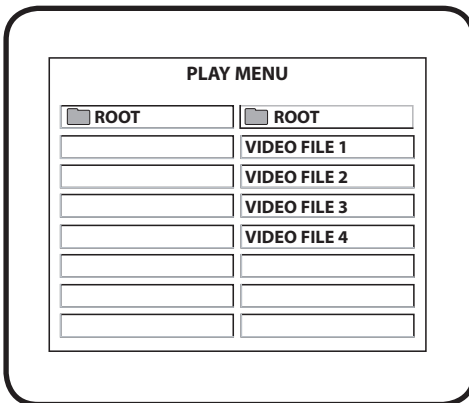 PLAY MENU
ROOT ROOT
VIDEO FILE 1
VIDEO FILE 2
VIDEO FILE 3
VIDEO FILE 4